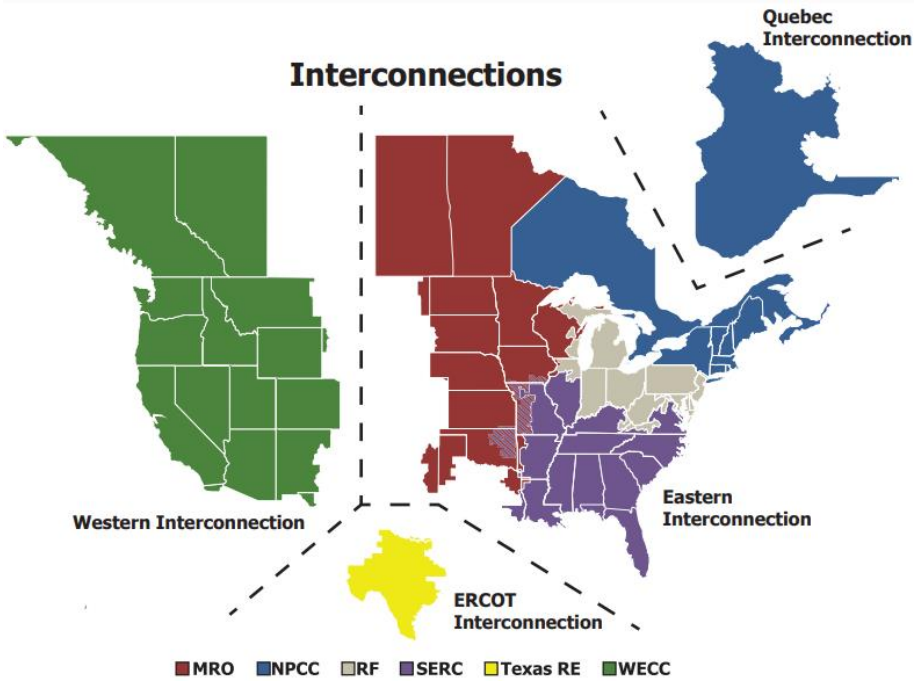 Quebec
Interconnection
Interconnections
Western Interconnection
Eastern
Interconnection
ERCOT
Interconnection
MRO NPCC RF SERC Texas RE WECC